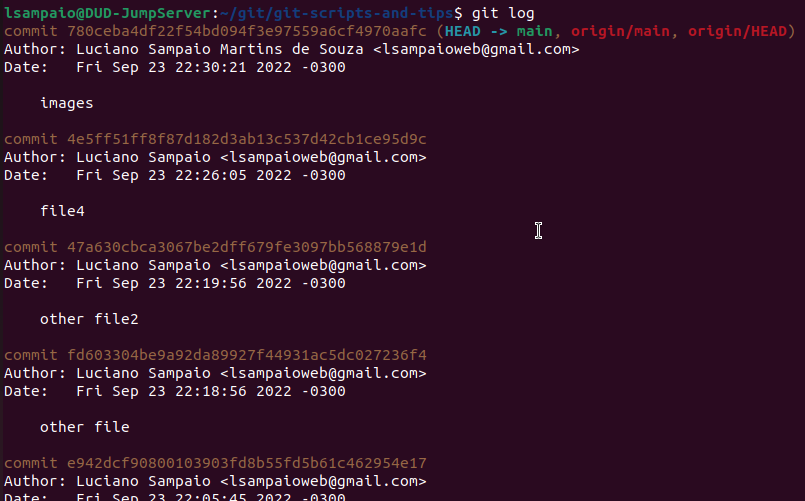 lsampaio@DUD-JumpServer:~/git/git-scripts-and-tips$ git log
commit 780ceba4df22f54bd094f3e97559a6cf4970aafc (HEAD -> main, origin/main, origin/HEAD)
Author: Luciano Sampaio Martins de Souza <lsampaioweb@gmail.com>
Date:   Fri Sep 23 22:30:21 2022 -0300
images
commit 4e5ff51ff8f87d182d3ab13c537d42cb1ce95d9c
Author: Luciano Sampaio <lsampaioweb@gmail.com>
Date:   Fri Sep 23 22:26:05 2022 -0300
file4
commit 47a630cbca3067be2dff679fe3097bb568879e1d
Author: Luciano Sampaio <lsampaioweb@gmail.com>
Date:   Fri Sep 23 22:19:56 2022 -0300
other file2
commit fd603304be9a92da89927f44931ac5dc027236f4
Author: Luciano Sampaio <lsampaioweb@gmail.com>
Date:   Fri Sep 23 22:18:56 2022 -0300
other file
commit e942dcf90800103903fd8b55fd5b61c462954e17
Author: Luciano Sampaio <lsampaioweb@gmail.com>
Date:   Fri Sep 23 22:05:45 2022 -0300